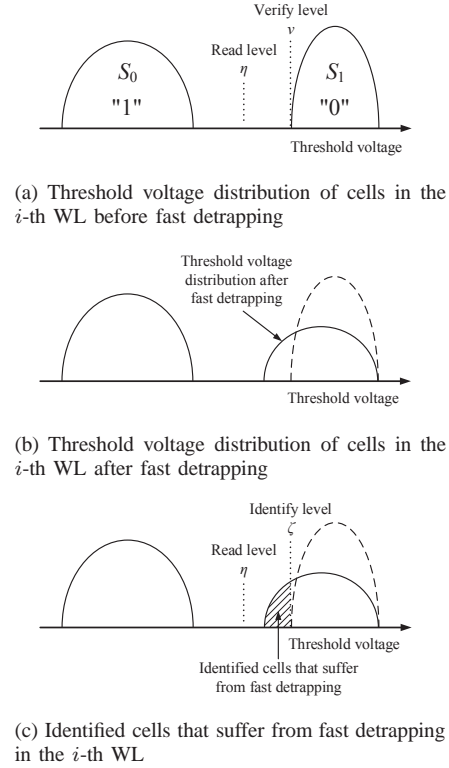 Verify level
ν
Read level
η
S0
S1
"1"
"0"
Threshold voltage
(a) Threshold voltage distribution of cells in the
i-th WL before fast detrapping
Threshold voltage
distribution after
fast detrapping
Threshold voltage
(b) Threshold voltage distribution of cells in the
i-th WL after fast detrapping
Identify level
ζ
Read level
η
Threshold voltage
Identified cells that suffer
from fast detrapping
(c) Identified cells that suffer from fast detrapping
in the i-th WL